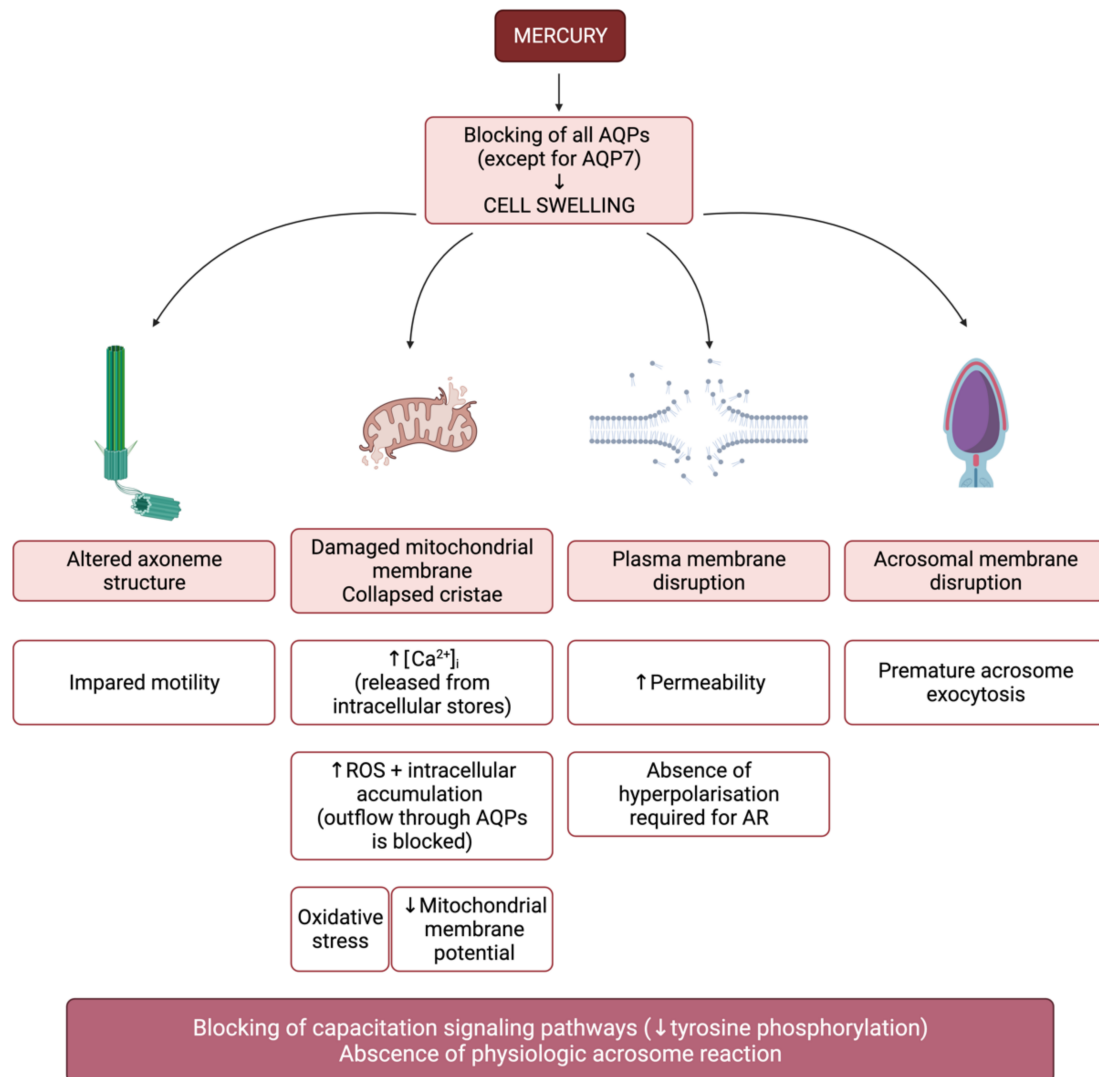 MERCURY
Blocking of all AQPs
(except for AQP7)
↓
CELL SWELLING
Altered axoneme
structure
Impared motility
Damaged mitochondrial
membrane
Collapsed cristae
↑[Ca²⁺]ᵢ
(released from
intracellular stores)
↑ROS + intracellular
accumulation
(outflow through AQPs
is blocked)
Oxidative
stress
↓Mitochondrial
membrane
potential
Plasma membrane
disruption
↑Permeability
Absence of
hyperpolarisation
required for AR
Acrosomal membrane
disruption
Premature acrosome
exocytosis
Blocking of capacitation signaling pathways (↓tyrosine phosphorylation)
Abscence of physiologic acrosome reaction